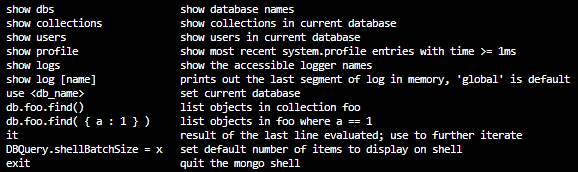 show dbs                     show database names
show collections             show collections in current database
show users                   show users in current database
show profile                 show most recent system.profile entries with time >= 1ms
show logs                    show the accessible logger names
show log [name]              prints out the last segment of log in memory, 'global' is default
use <db_name>                set current database
db.foo.find()                list objects in collection foo
db.foo.find( { a : 1 } )     list objects in foo where a == 1
it                           result of the last line evaluated; use to further iterate
DBQuery.shellBatchSize = x   set default number of items to display on shell
exit                         quit the mongo shell